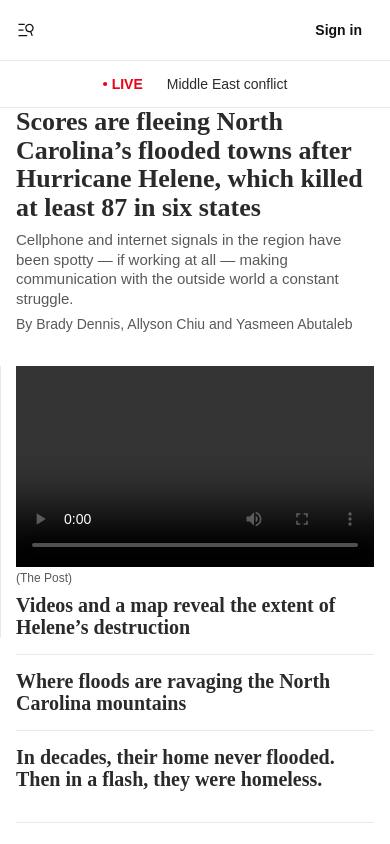 Sign in
• LIVE Middle East conflict
Scores are fleeing North
Carolina’s flooded towns after
Hurricane Helene, which killed
at least 87 in six states
Cellphone and internet signals in the region have
been spotty — if working at all — making
communication with the outside world a constant
struggle.
By Brady Dennis, Allyson Chiu and Yasmeen Abutaleb
0:00
(The Post)
Videos and a map reveal the extent of
Helene’s destruction
Where floods are ravaging the North
Carolina mountains
In decades, their home never flooded.
Then in a flash, they were homeless.